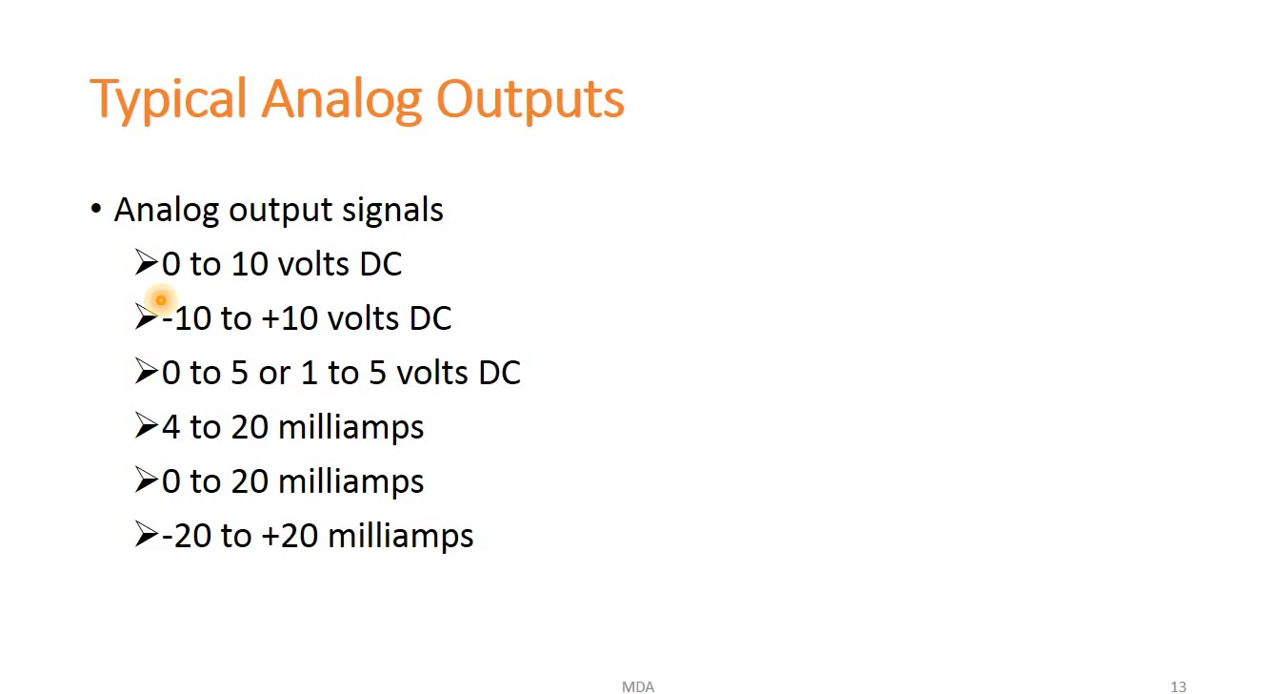 Typical Analog Outputs
• Analog output signals
➢0 to 10 volts DC
➢-10 to +10 volts DC
➢0 to 5 or 1 to 5 volts DC
➢4 to 20 milliamps
➢0 to 20 milliamps
➢-20 to +20 milliamps
MDA
13